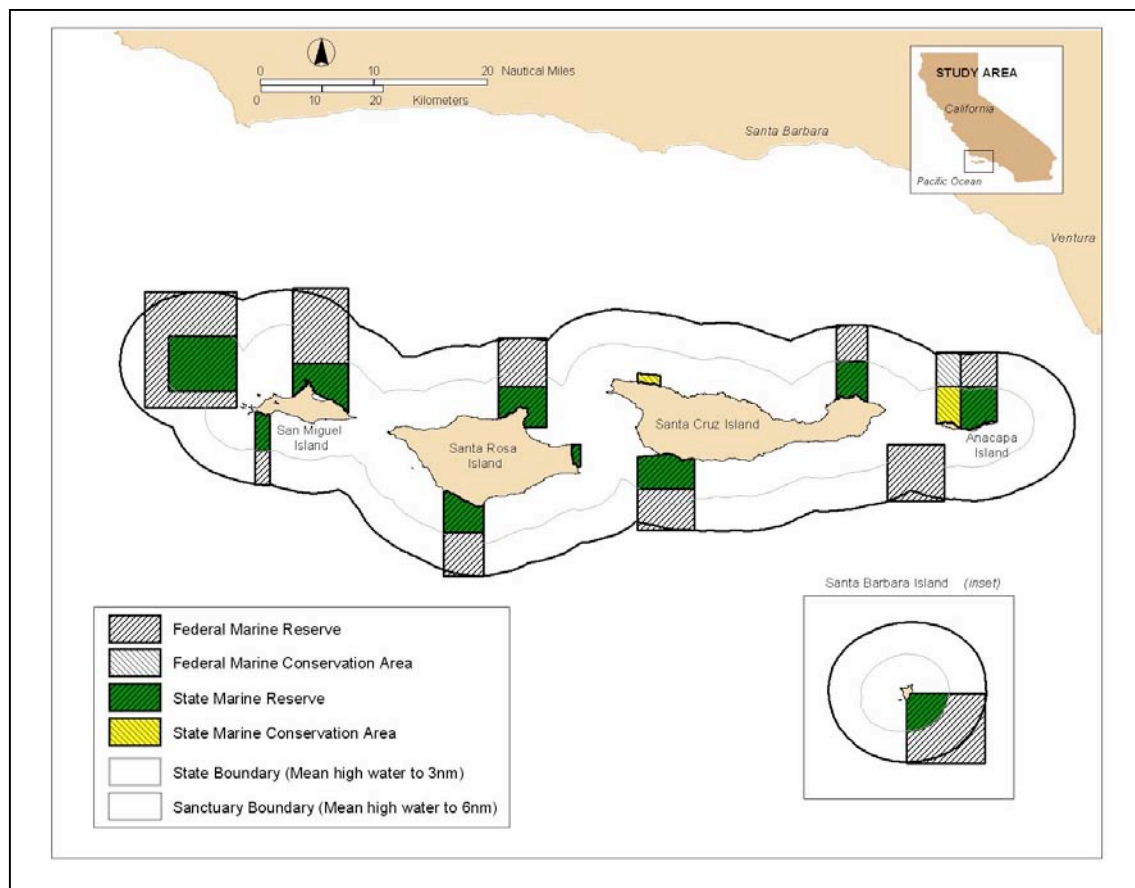 0 10 20 Nautical Miles
0 10 20 Kilometers
STUDY AREA
California
Pacific Ocean
Santa Barbara
Ventura
San Miguel
Island
Santa Rosa
Island
Santa Cruz Island
Anacapa
Island
Santa Barbara Island (inset)
Federal Marine Reserve
Federal Marine Conservation Area
State Marine Reserve
State Marine Conservation Area
State Boundary (Mean high water to 3nm)
Sanctuary Boundary (Mean high water to 6nm)